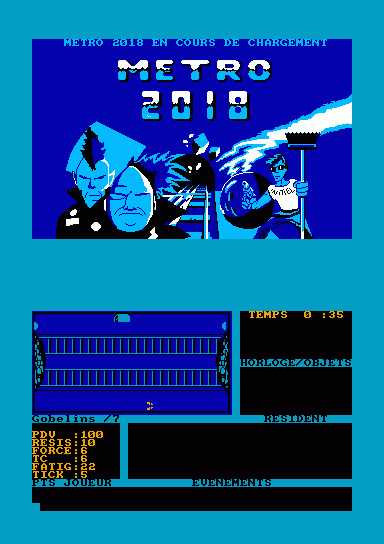 METRO 2018 EN COURS DE CHARGEMENT
METRO
2018
TEMPS 0 :35
HORLOGE/OBJETS
Gobelins /7
RESIDENT
PDV :100
RESIS:10
FORCE:6
TC :6
FATIG:22
TICK :5
PTS JOUEUR
EVENEMENTS